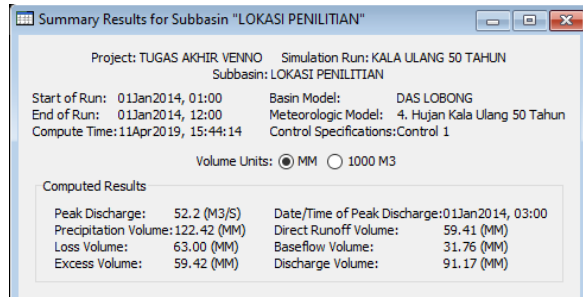 Summary Results for Subbasin "LOKASI PENILITIAN"
Project: TUGAS AKHIR VENNO Simulation Run: KALA ULANG 50 TAHUN
Subbasin: LOKASI PENILITIAN
Start of Run: 01Jan2014, 01:00 Basin Model: DAS LOBONG
End of Run: 01Jan2014, 12:00 Meteorologic Model: 4. Hujan Kala Ulang 50 Tahun
Compute Time:11Apr2019, 15:44:14 Control Specifications:Control 1
Volume Units: MM 1000 M3
Computed Results
Peak Discharge: 52.2 (M3/S) Date/Time of Peak Discharge:01Jan2014, 03:00
Precipitation Volume:122.42 (MM) Direct Runoff Volume: 59.41 (MM)
Loss Volume: 63.00 (MM) Baseflow Volume: 31.76 (MM)
Excess Volume: 59.42 (MM) Discharge Volume: 91.17 (MM)